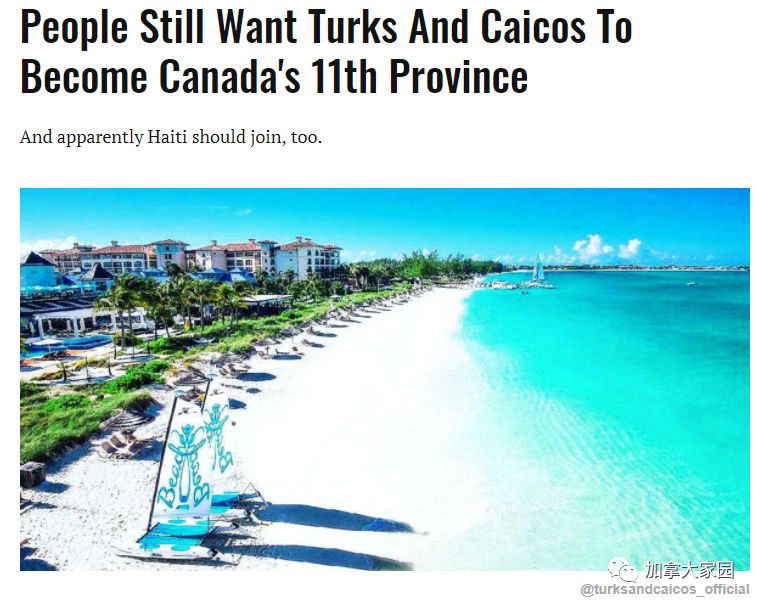 People Still Want Turks And Caicos To
Become Canada's 11th Province
And apparently Haiti should join, too.
Beaches
加拿大家园
@turksandcaicos_official